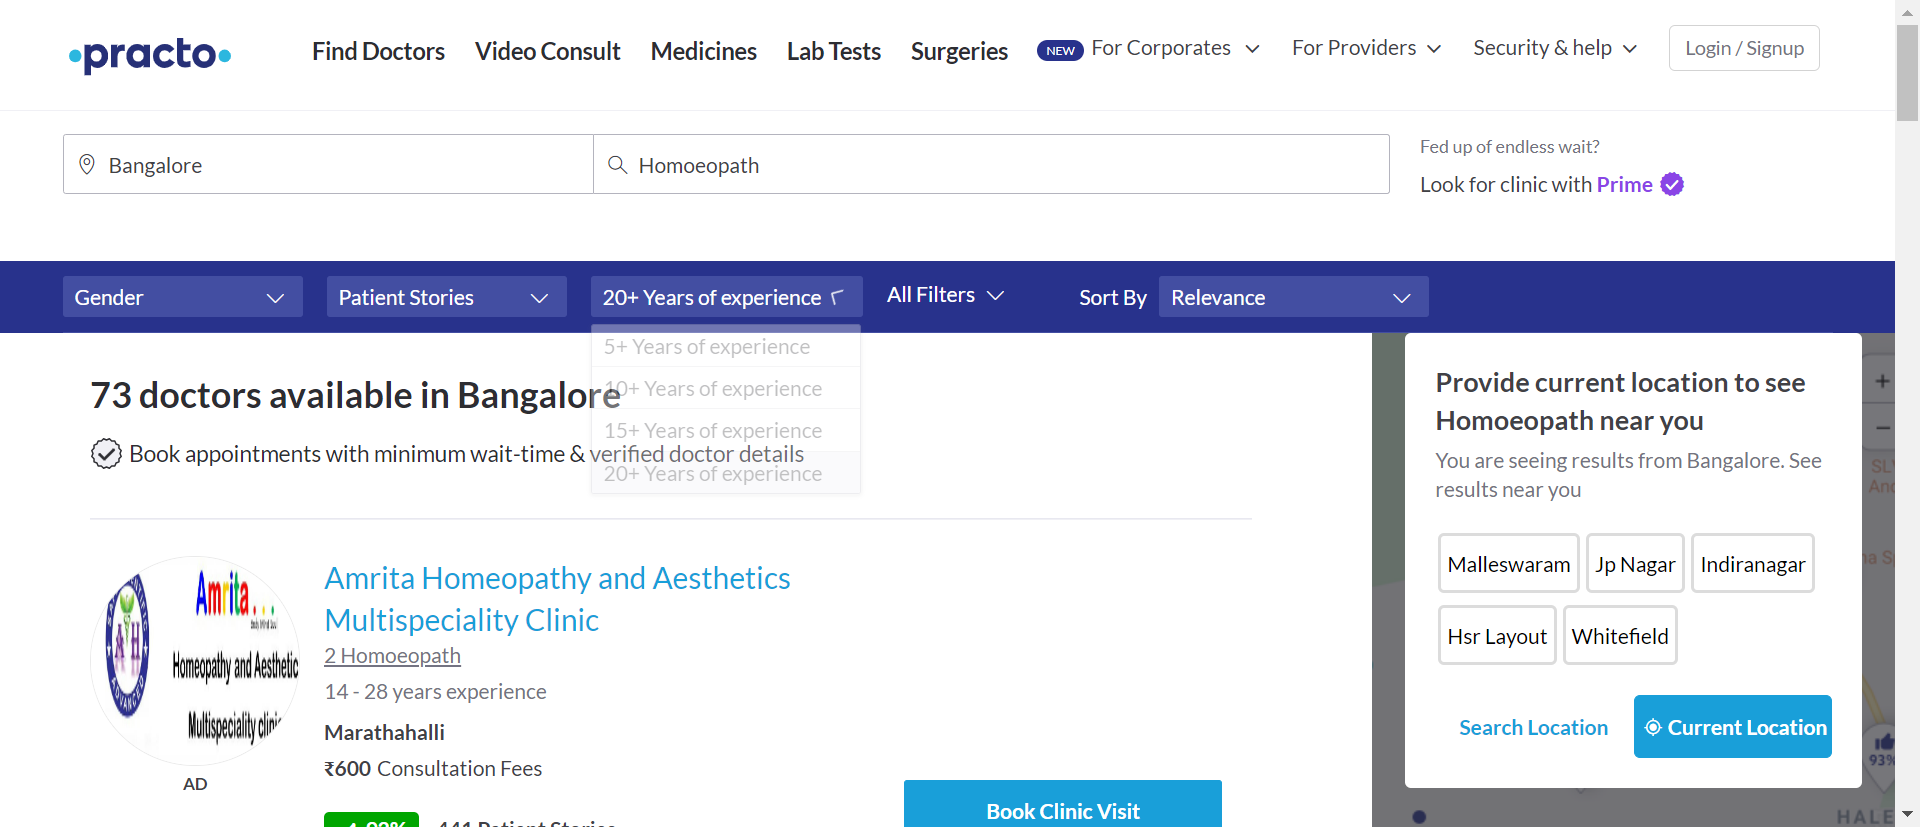 practo
Find Doctors
Video Consult
Medicines
Lab Tests
Surgeries
NEW For Corporates
For Providers
Security & help
Login / Signup
Bangalore
Homoeopath
Fed up of endless wait?
Look for clinic with Prime
Gender
Patient Stories
20+ Years of experience
All Filters
Sort By
Relevance
5+ Years of experience
10+ Years of experience
15+ Years of experience
20+ Years of experience
73 doctors available in Bangalore
Book appointments with minimum wait-time & verified doctor details
Amrita....
Homeopathy and Aesthetic
Multispeciality clinic
AD
Amrita Homeopathy and Aesthetics
Multispeciality Clinic
2 Homoeopath
14 - 28 years experience
Marathahalli
₹600 Consultation Fees
93%
441 Patient Stories
Book Clinic Visit
Provide current location to see
Homoeopath near you
You are seeing results from Bangalore. See
results near you
Malleswaram
Jp Nagar
Indiranagar
Hsr Layout
Whitefield
Search Location
Current Location
+
−
93%
HALE